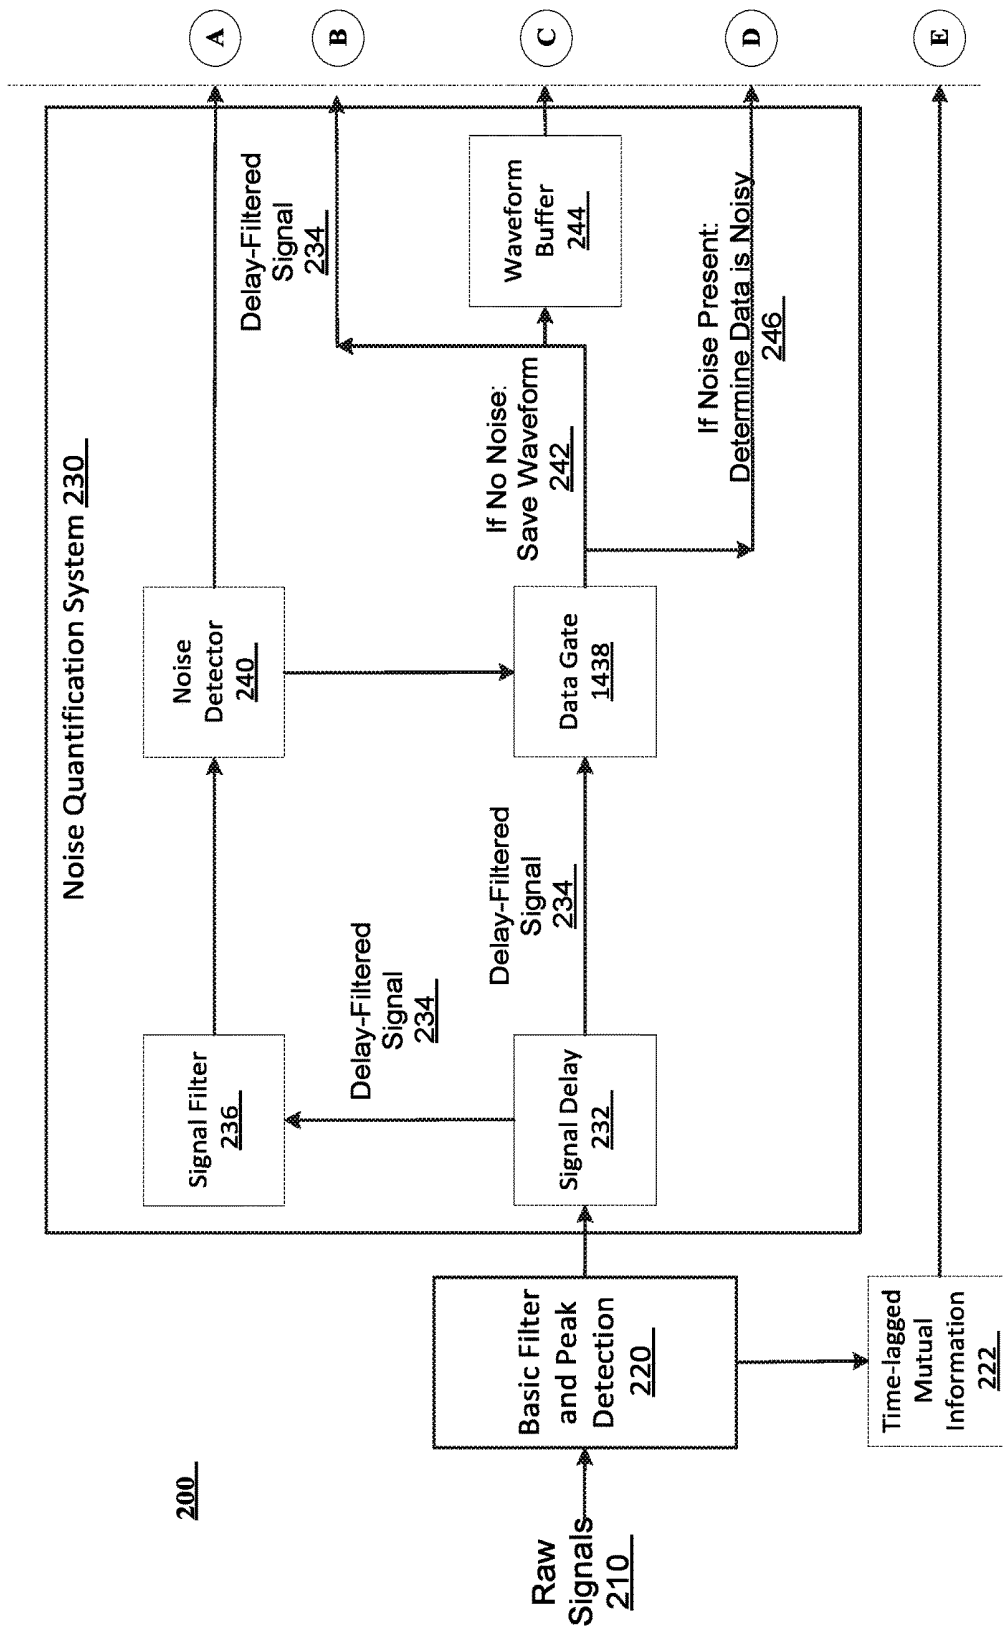 200
Raw
Signals
210
Basic Filter
and Peak
Detection
220
Time-lagged
Mutual
Information
222
Noise Quantification System 230
Signal Filter
236
Delay-Filtered
Signal
234
Signal Delay
232
Delay-Filtered
Signal
234
Noise
Detector
240
Data Gate
1438
If No Noise:
Save Waveform
242
Delay-Filtered
Signal
234
Waveform
Buffer
244
If Noise Present:
Determine Data is Noisy
246
A
B
C
D
E